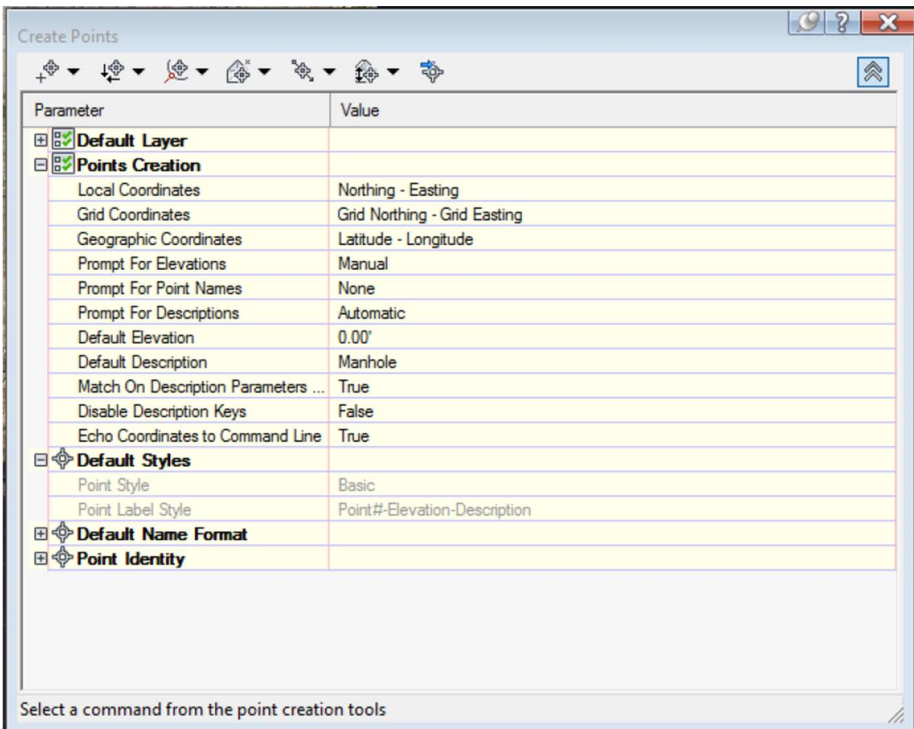 Create Points
Parameter Value
Default Layer
Points Creation
Local Coordinates Northing - Easting
Grid Coordinates Grid Northing - Grid Easting
Geographic Coordinates Latitude - Longitude
Prompt For Elevations Manual
Prompt For Point Names None
Prompt For Descriptions Automatic
Default Elevation 0.00'
Default Description Manhole
Match On Description Parameters ... True
Disable Description Keys False
Echo Coordinates to Command Line True
Default Styles
Point Style Basic
Point Label Style Point#-Elevation-Description
Default Name Format
Point Identity
Select a command from the point creation tools